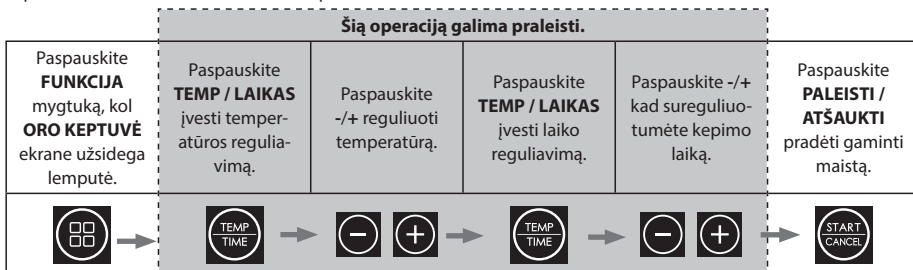 Šią operaciją galima praleisti.
Paspauskite
FUNKCIJA
mygtuką, kol
ORO KEPTUVĖ
ekrane užsidega
lemputė.
Paspauskite
TEMP / LAIKAS
įvesti temper-
atūros regulia-
vimą.
Paspauskite
-/+ reguliuoti
temperatūrą.
Paspauskite
TEMP / LAIKAS
įvesti laiko
reguliavimą.
Paspauskite -/+
kad sureguliuo-
tumėte kepimo
laiką.
Paspauskite
PALEISTI /
ATŠAUKTI
pradėti gaminti
maistą.
TEMP
TIME
TEMP
TIME
START
CANCEL